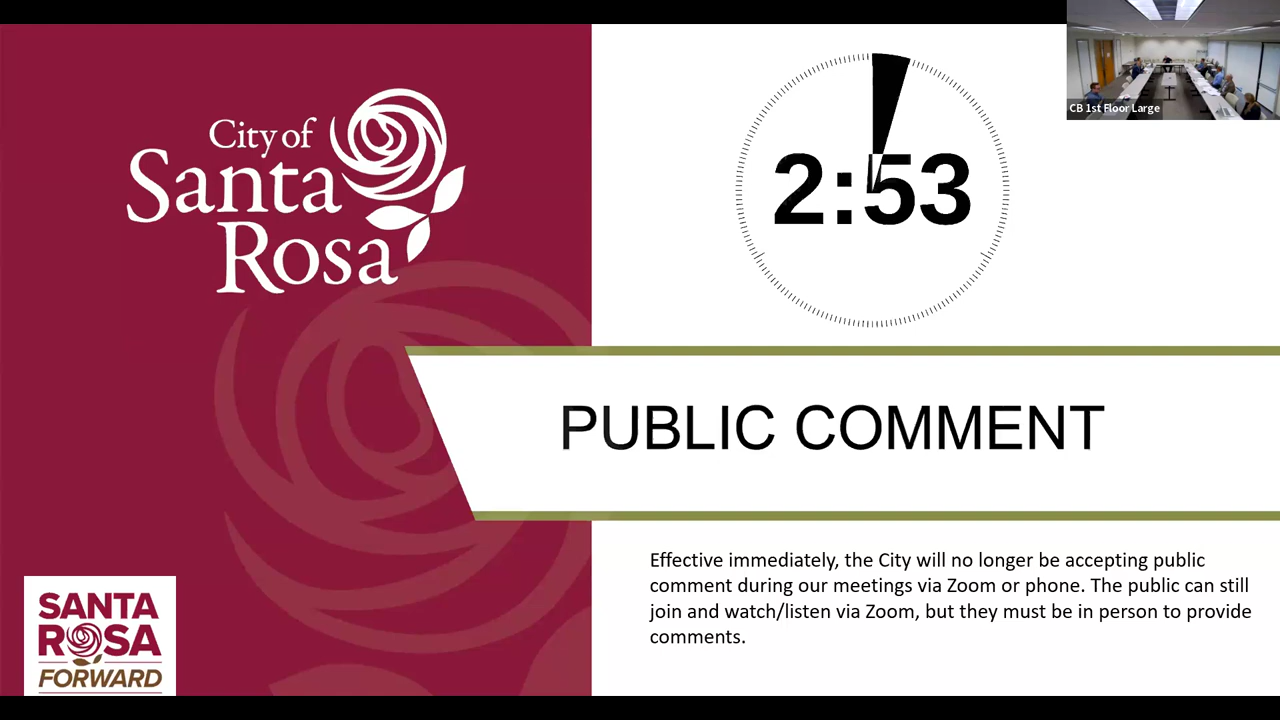 City of
Santa
Rosa
2:53
CB 1st Floor Large
PUBLIC COMMENT
Effective immediately, the City will no longer be accepting public
comment during our meetings via Zoom or phone. The public can still
join and watch/listen via Zoom, but they must be in person to provide
comments.
SANTA
ROSA
FORWARD